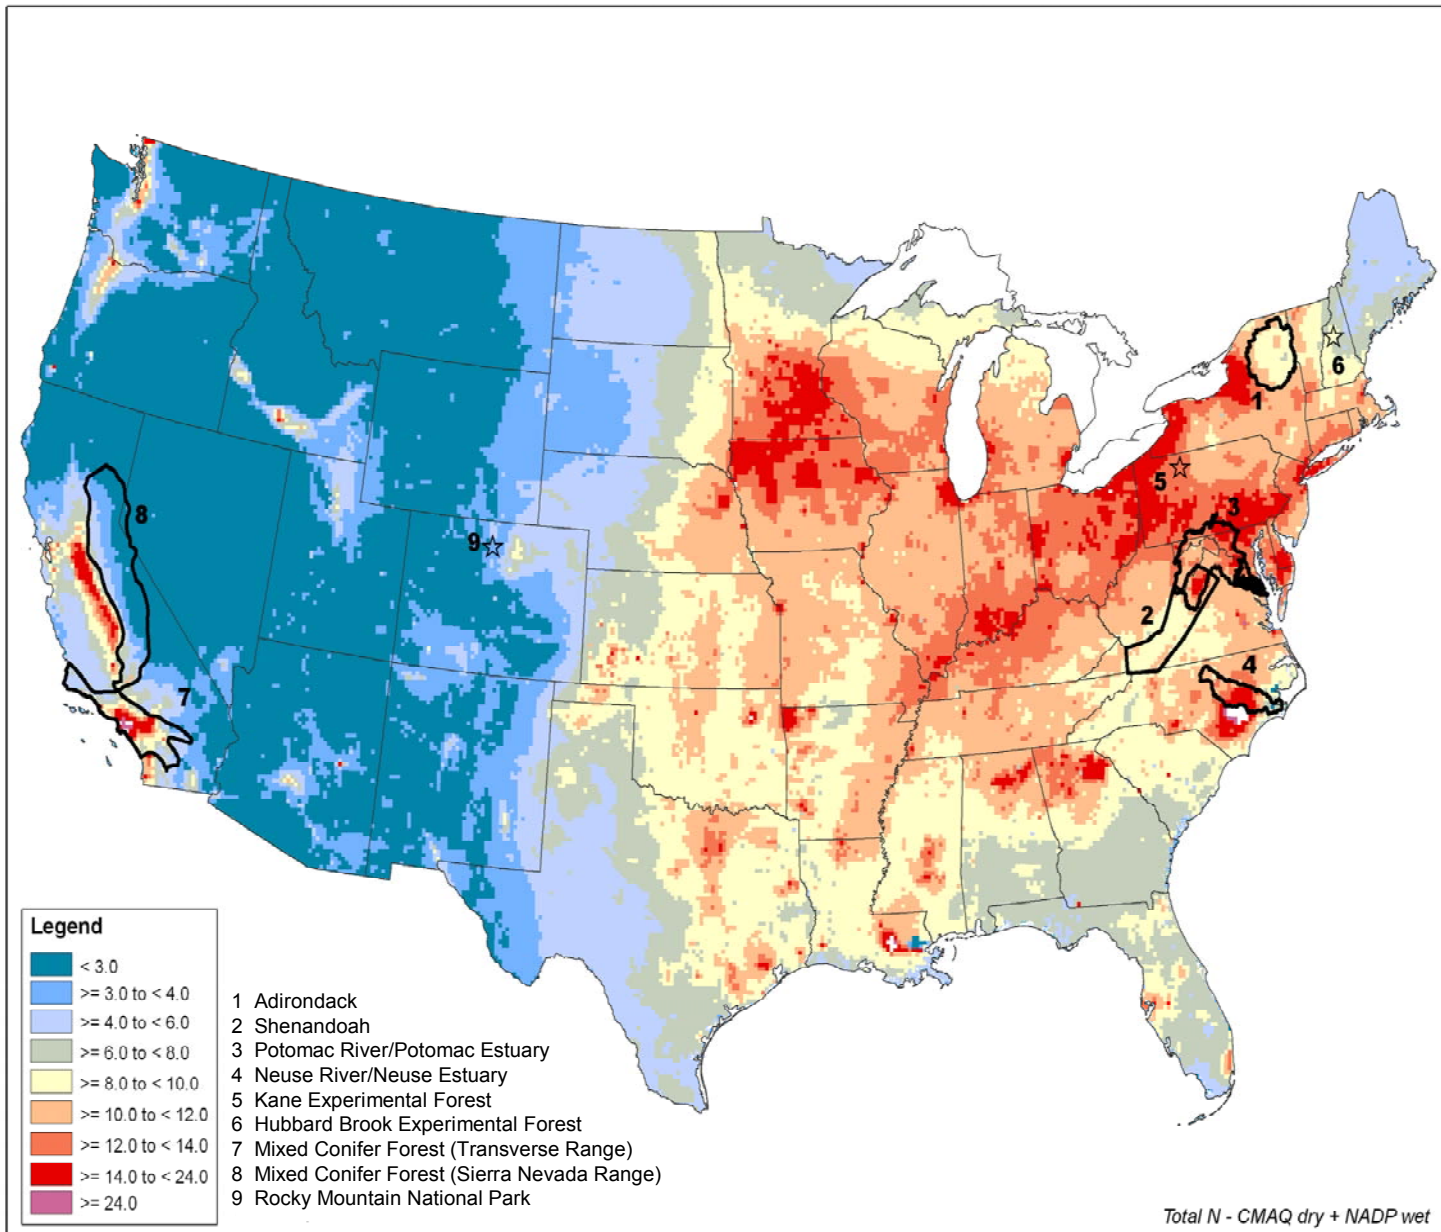 6
1
5
3
8
9
2
4
7
Legend
< 3.0
>= 3.0 to < 4.0
>= 4.0 to < 6.0
>= 6.0 to < 8.0
>= 8.0 to < 10.0
>= 10.0 to < 12.0
>= 12.0 to < 14.0
>= 14.0 to < 24.0
>= 24.0
1 Adirondack
2 Shenandoah
3 Potomac River/Potomac Estuary
4 Neuse River/Neuse Estuary
5 Kane Experimental Forest
6 Hubbard Brook Experimental Forest
7 Mixed Conifer Forest (Transverse Range)
8 Mixed Conifer Forest (Sierra Nevada Range)
9 Rocky Mountain National Park
Total N - CMAQ dry + NADP wet